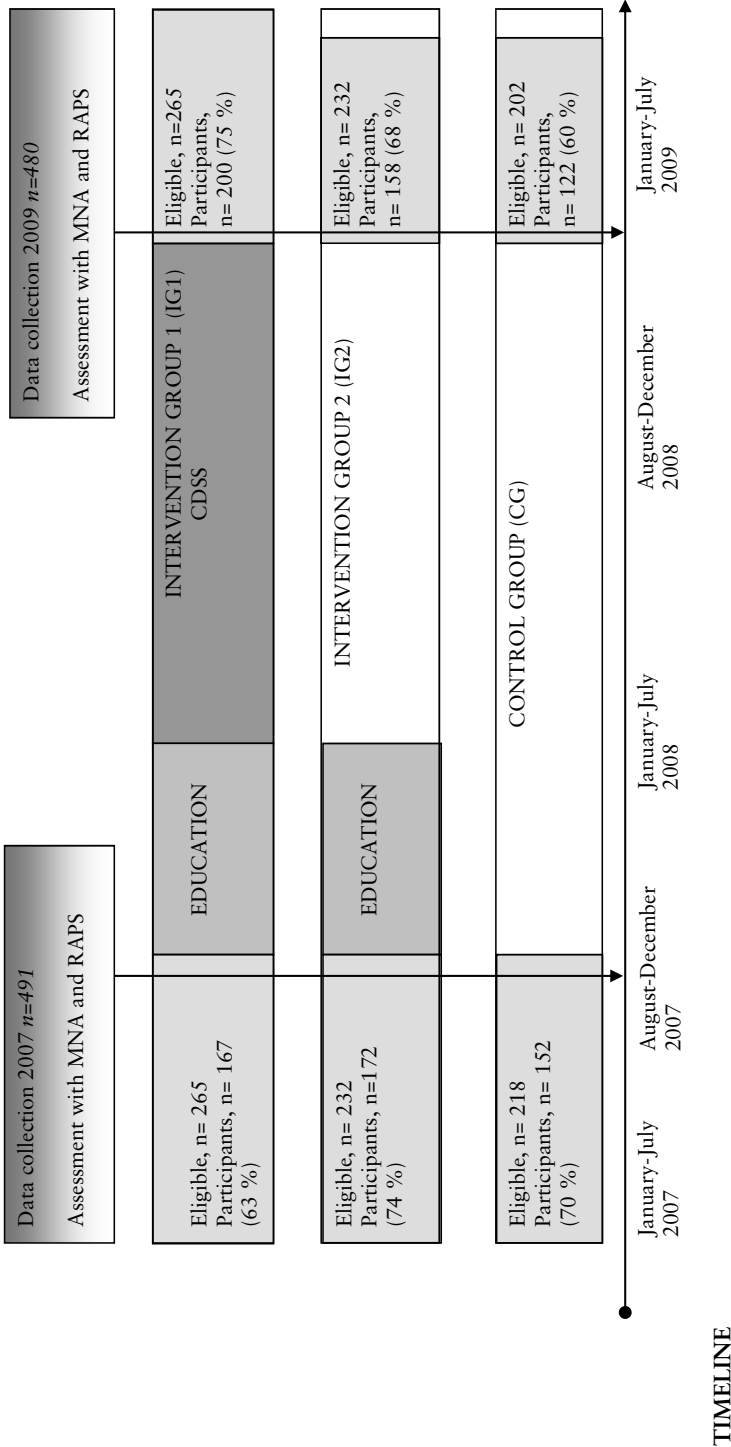 Data collection 2007 n=491
Assessment with MNA and RAPS
Data collection 2009 n=480
Assessment with MNA and RAPS
Eligible, n= 265
Participants, n= 167
(63 %)
EDUCATION
INTERVENTION GROUP 1 (IG1)
CDSS
Eligible, n=265
Participants,
n= 200 (75 %)
Eligible, n= 232
Participants, n=172
(74 %)
EDUCATION
INTERVENTION GROUP 2 (IG2)
Eligible, n= 232
Participants,
n= 158 (68 %)
Eligible, n= 218
Participants, n= 152
(70 %)
CONTROL GROUP (CG)
Eligible, n= 202
Participants,
n= 122 (60 %)
January-July
2007
August-December
2007
January-July
2008
August-December
2008
January-July
2009
TIMELINE